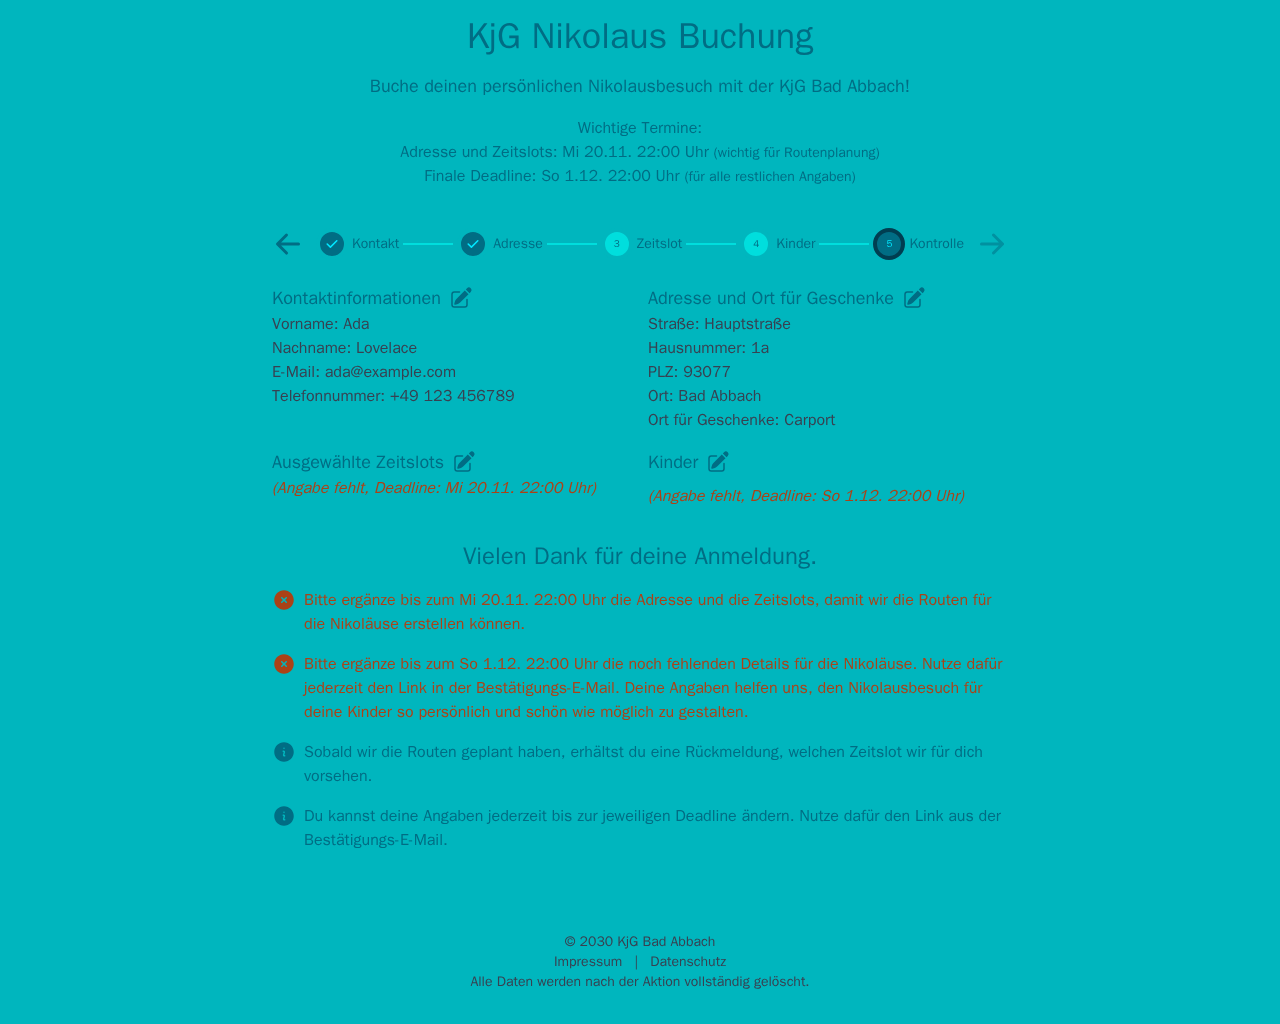 KjG Nikolaus Buchung
Buche deinen persönlichen Nikolausbesuch mit der KjG Bad Abbach!
Wichtige Termine:
Adresse und Zeitslots: Mi 20.11. 22:00 Uhr (wichtig für Routenplanung)
Finale Deadline: So 1.12. 22:00 Uhr (für alle restlichen Angaben)
Kontakt Adresse 3 Zeitslot 4 Kinder 5 Kontrolle
Kontaktinformationen
Vorname: Ada
Nachname: Lovelace
E-Mail: ada@example.com
Telefonnummer: +49 123 456789
Adresse und Ort für Geschenke
Straße: Hauptstraße
Hausnummer: 1a
PLZ: 93077
Ort: Bad Abbach
Ort für Geschenke: Carport
Ausgewählte Zeitslots
(Angabe fehlt, Deadline: Mi 20.11. 22:00 Uhr)
Kinder
(Angabe fehlt, Deadline: So 1.12. 22:00 Uhr)
Vielen Dank für deine Anmeldung.
Bitte ergänze bis zum Mi 20.11. 22:00 Uhr die Adresse und die Zeitslots, damit wir die Routen für
die Nikoläuse erstellen können.
Bitte ergänze bis zum So 1.12. 22:00 Uhr die noch fehlenden Details für die Nikoläuse. Nutze dafür
jederzeit den Link in der Bestätigungs-E-Mail. Deine Angaben helfen uns, den Nikolausbesuch für
deine Kinder so persönlich und schön wie möglich zu gestalten.
Sobald wir die Routen geplant haben, erhältst du eine Rückmeldung, welchen Zeitslot wir für dich
vorsehen.
Du kannst deine Angaben jederzeit bis zur jeweiligen Deadline ändern. Nutze dafür den Link aus der
Bestätigungs-E-Mail.
© 2030 KjG Bad Abbach
Impressum | Datenschutz
Alle Daten werden nach der Aktion vollständig gelöscht.